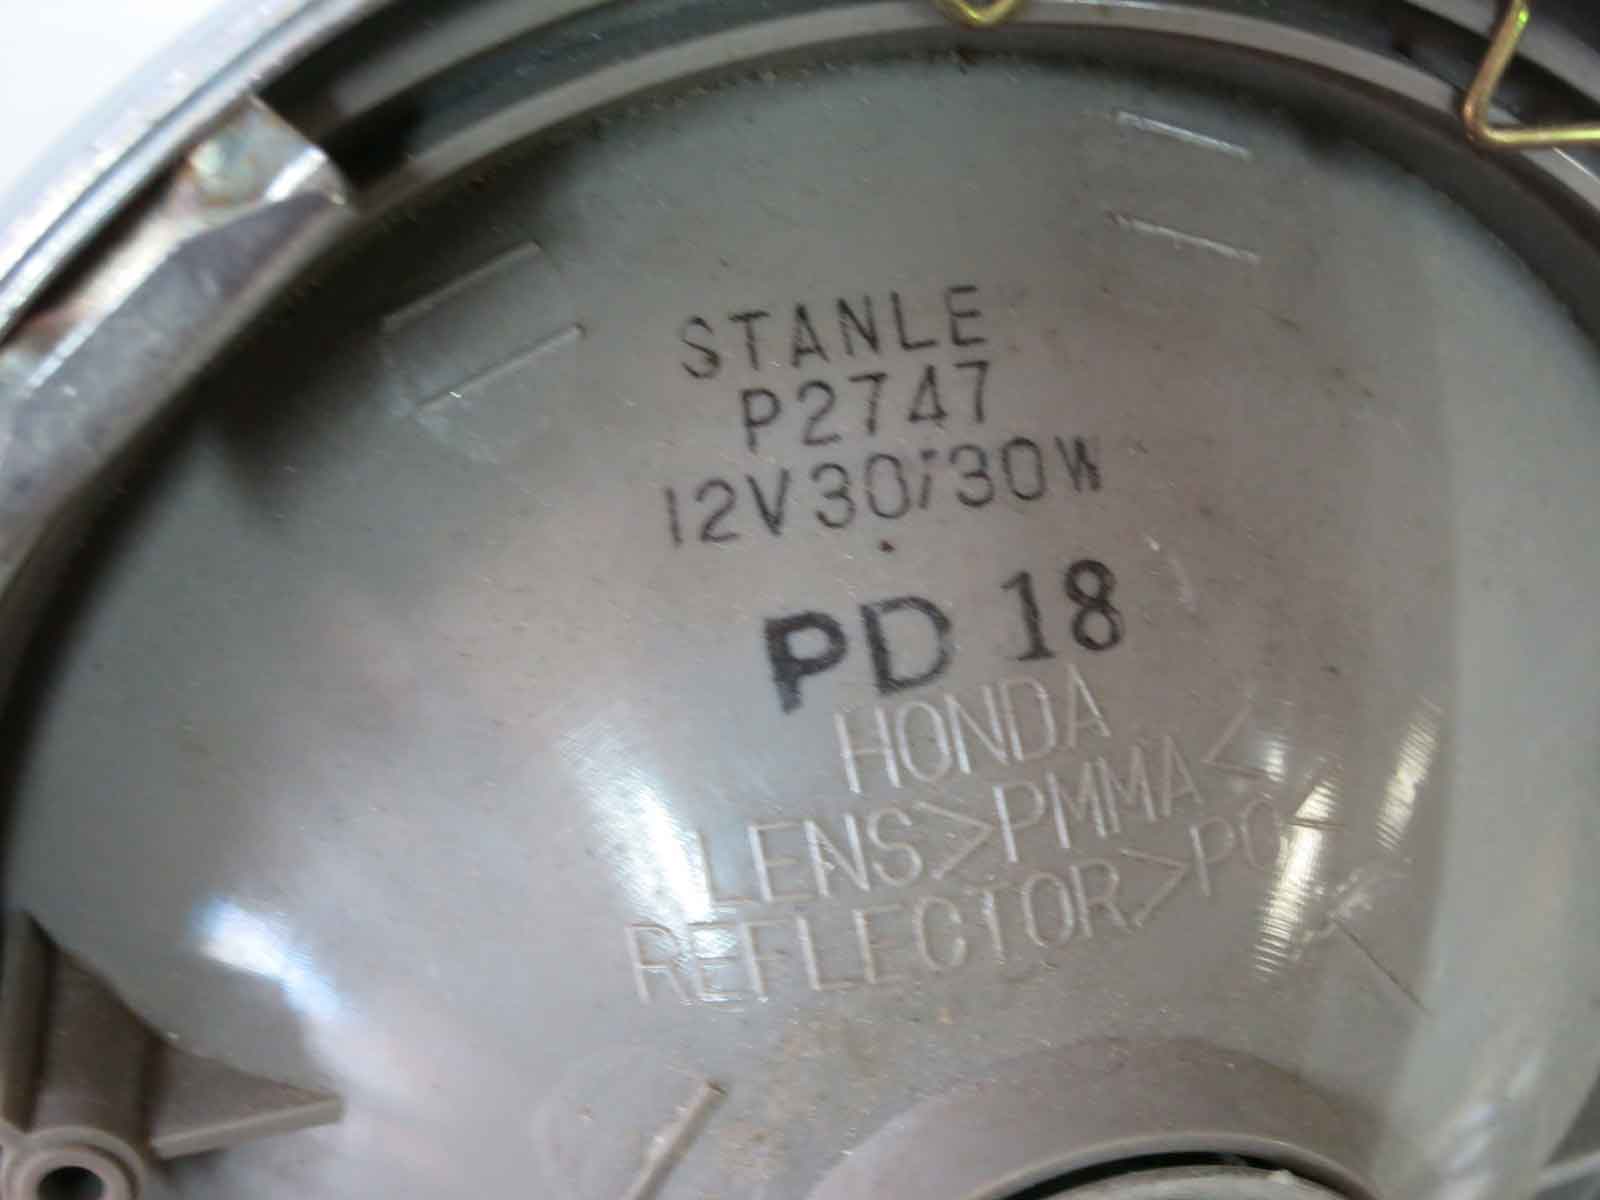 STANLE
P2747
12V30/30W
PD 18
HONDA
LENS>PMMA<
REFLECTOR>PC